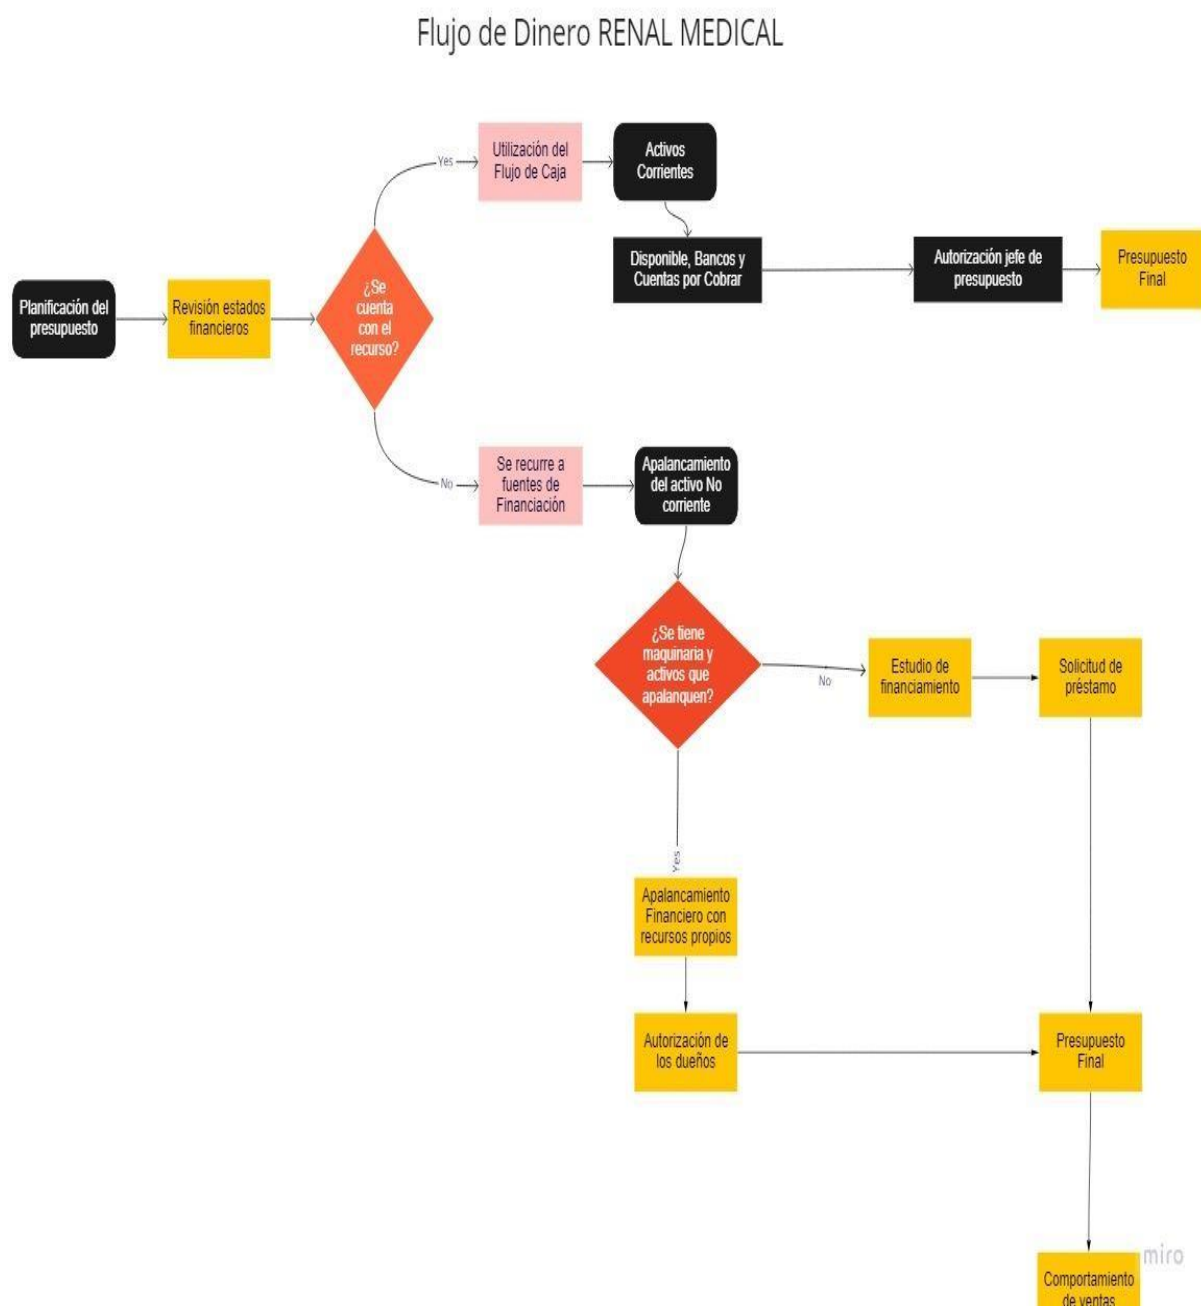 Flujo de Dinero RENAL MEDICAL
Yes
Utilización del
Flujo de Caja
Activos
Corrientes
Disponible, Bancos y
Cuentas por Cobrar
Autorización jefe de
presupuesto
Presupuesto
Final
Planificación del
presupuesto
Revisión estados
financieros
¿Se
cuenta
con el
recurso?
No
Se recurre a
fuentes de
Financiación
Apalancamiento
del activo No
corriente
¿Se tiene
maquinaria y
activos que
apalanquen?
No
Estudio de
financiamiento
Solicitud de
préstamo
Yes
Apalancamiento
Financiero con
recursos propios
Autorización de
los dueños
Presupuesto
Final
Comportamiento
de ventas
miro